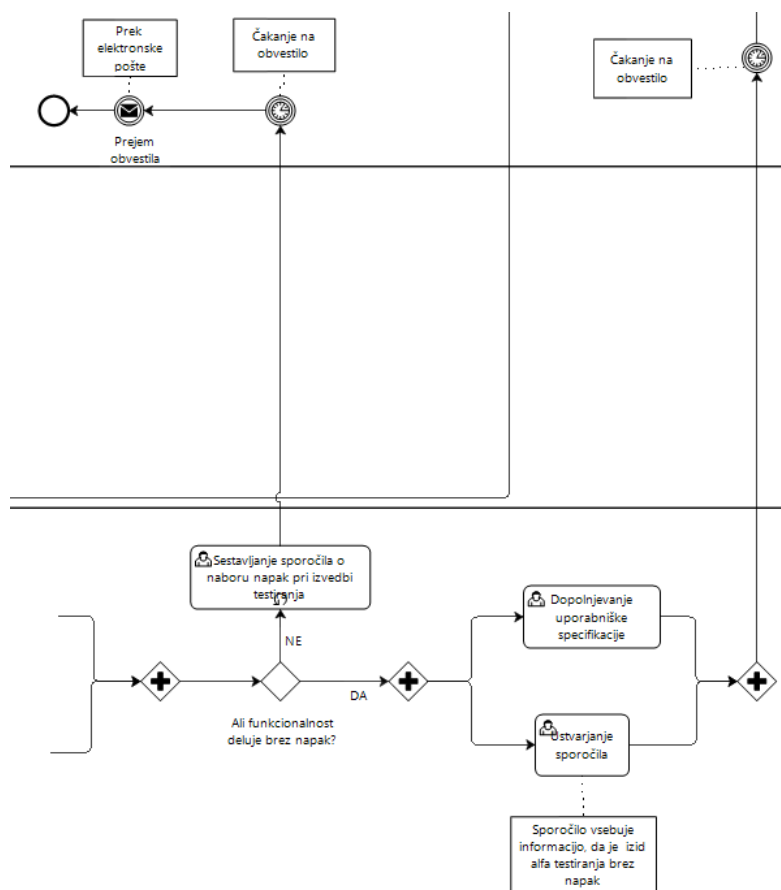 Prek
elektronske
pošte
Čakanje na
obvestilo
Čakanje na
obvestilo
Prejem
obvestila
Sestavljanje sporočila o
naboru napak pri izvedbi
testiranja
NE
DA
Ali funkcionalnost
deluje brez napak?
Dopolnjevanje
uporabniške
specifikacije
Ustvarjanje
sporočila
Sporočilo vsebuje
informacijo, da je izid
alfa testiranja brez
napak